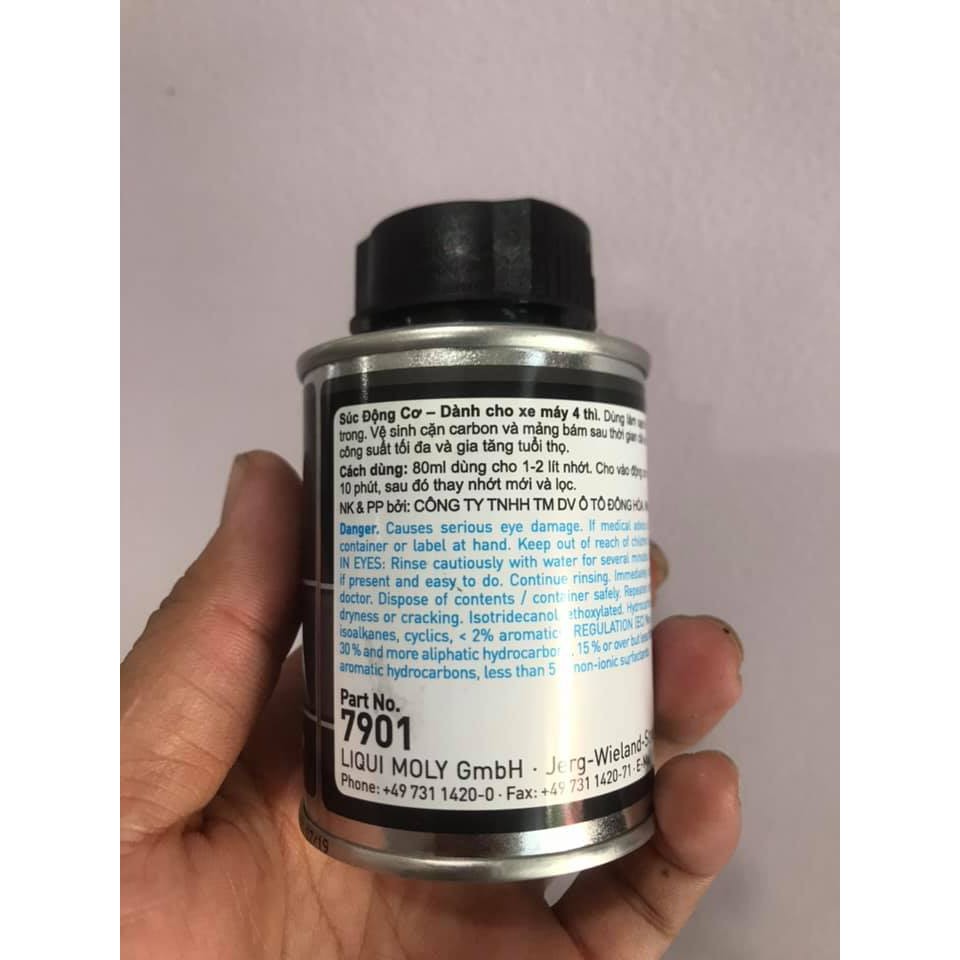 Súc Động Cơ – Dành cho xe máy 4 thì. Dùng làm
trong. Vệ sinh cặn carbon và mảng bám sau thời gian
công suất tối đa và gia tăng tuổi thọ.
Cách dùng: 80ml dùng cho 1-2 lít nhớt. Cho vào động
10 phút, sau đó thay nhớt mới và lọc.
NK & PP bởi: CÔNG TY TNHH TM DV Ô TÔ ĐÔNG HÒA
Danger. Causes serious eye damage. If medical
container or label at hand. Keep out of reach of
IN EYES: Rinse cautiously with water for several
if present and easy to do. Continue rinsing.
doctor. Dispose of contents / container safely.
dryness or cracking. Isotridecanol, ethoxylated.
isoalkanes, cyclics, < 2% aromatic REGULATION (EC)
30 % and more aliphatic 15 % or over but
aromatic hydrocarbons, less than 5 non-ionic
Part No.
7901
LIQUI MOLY GmbH · Jerg-Wieland-
Phone: +49 731 1420-0 · Fax: +49 731 1420-71 ·